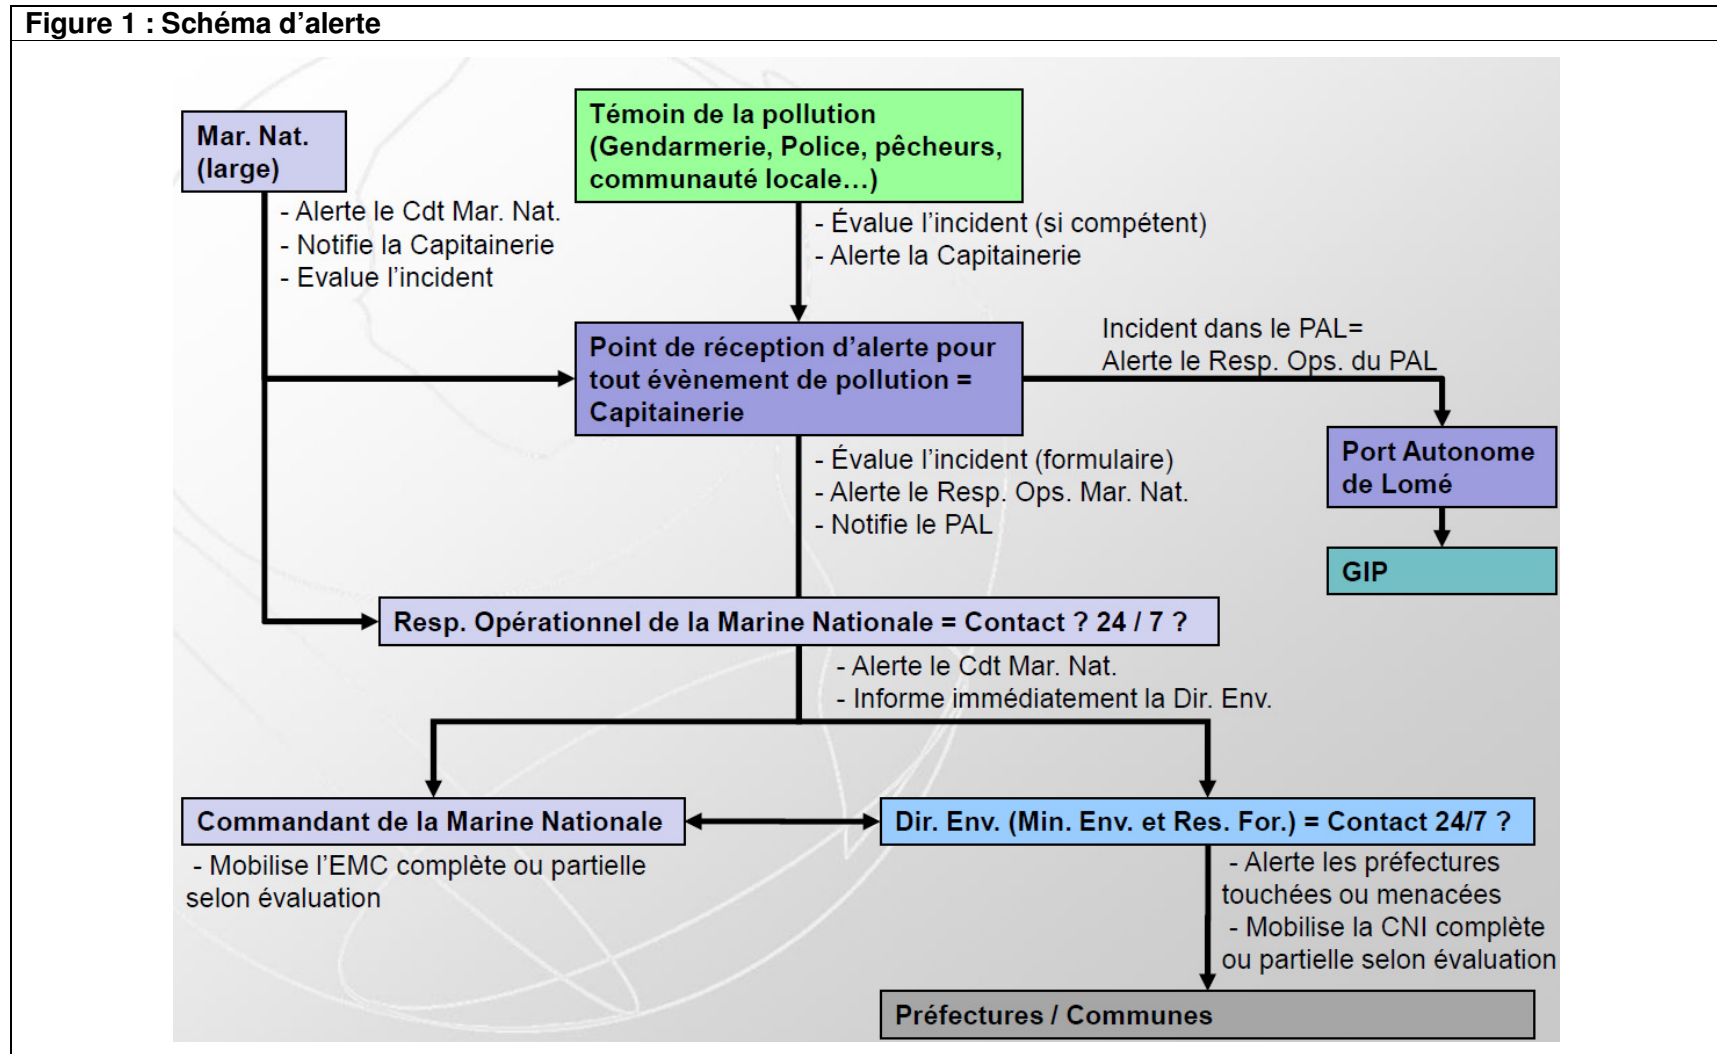 Figure 1 : Schéma d’alerte
Mar. Nat.
(large)
- Alerte le Cdt Mar. Nat.
- Notifie la Capitainerie
- Evalue l’incident
Témoin de la pollution
(Gendarmerie, Police, pêcheurs,
communauté locale…)
- Évalue l’incident (si compétent)
- Alerte la Capitainerie
Point de réception d’alerte pour
tout évènement de pollution =
Capitainerie
Incident dans le PAL=
Alerte le Resp. Ops. du PAL
Port Autonome
de Lomé
GIP
- Évalue l’incident (formulaire)
- Alerte le Resp. Ops. Mar. Nat.
- Notifie le PAL
Resp. Opérationnel de la Marine Nationale = Contact ? 24 / 7 ?
- Alerte le Cdt Mar. Nat.
- Informe immédiatement la Dir. Env.
Commandant de la Marine Nationale
- Mobilise l’EMC complète ou partielle
selon évaluation
Dir. Env. (Min. Env. et Res. For.) = Contact 24/7 ?
- Alerte les préfectures
touchées ou menacées
- Mobilise la CNI complète
ou partielle selon évaluation
Préfectures / Communes